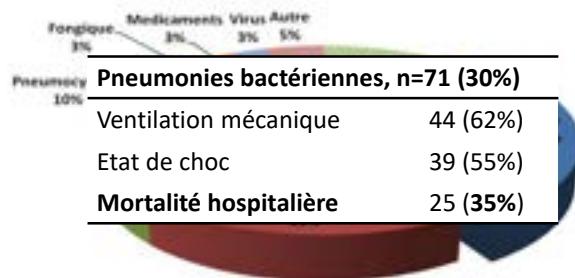 Medicaments Virus Autre
Fongique 3% 3% 5%
3%
Pneumocy
10%
Pneumonies bactériennes, n=71 (30%)
Ventilation mécanique 44 (62%)
Etat de choc 39 (55%)
Mortalité hospitalière 25 (35%)